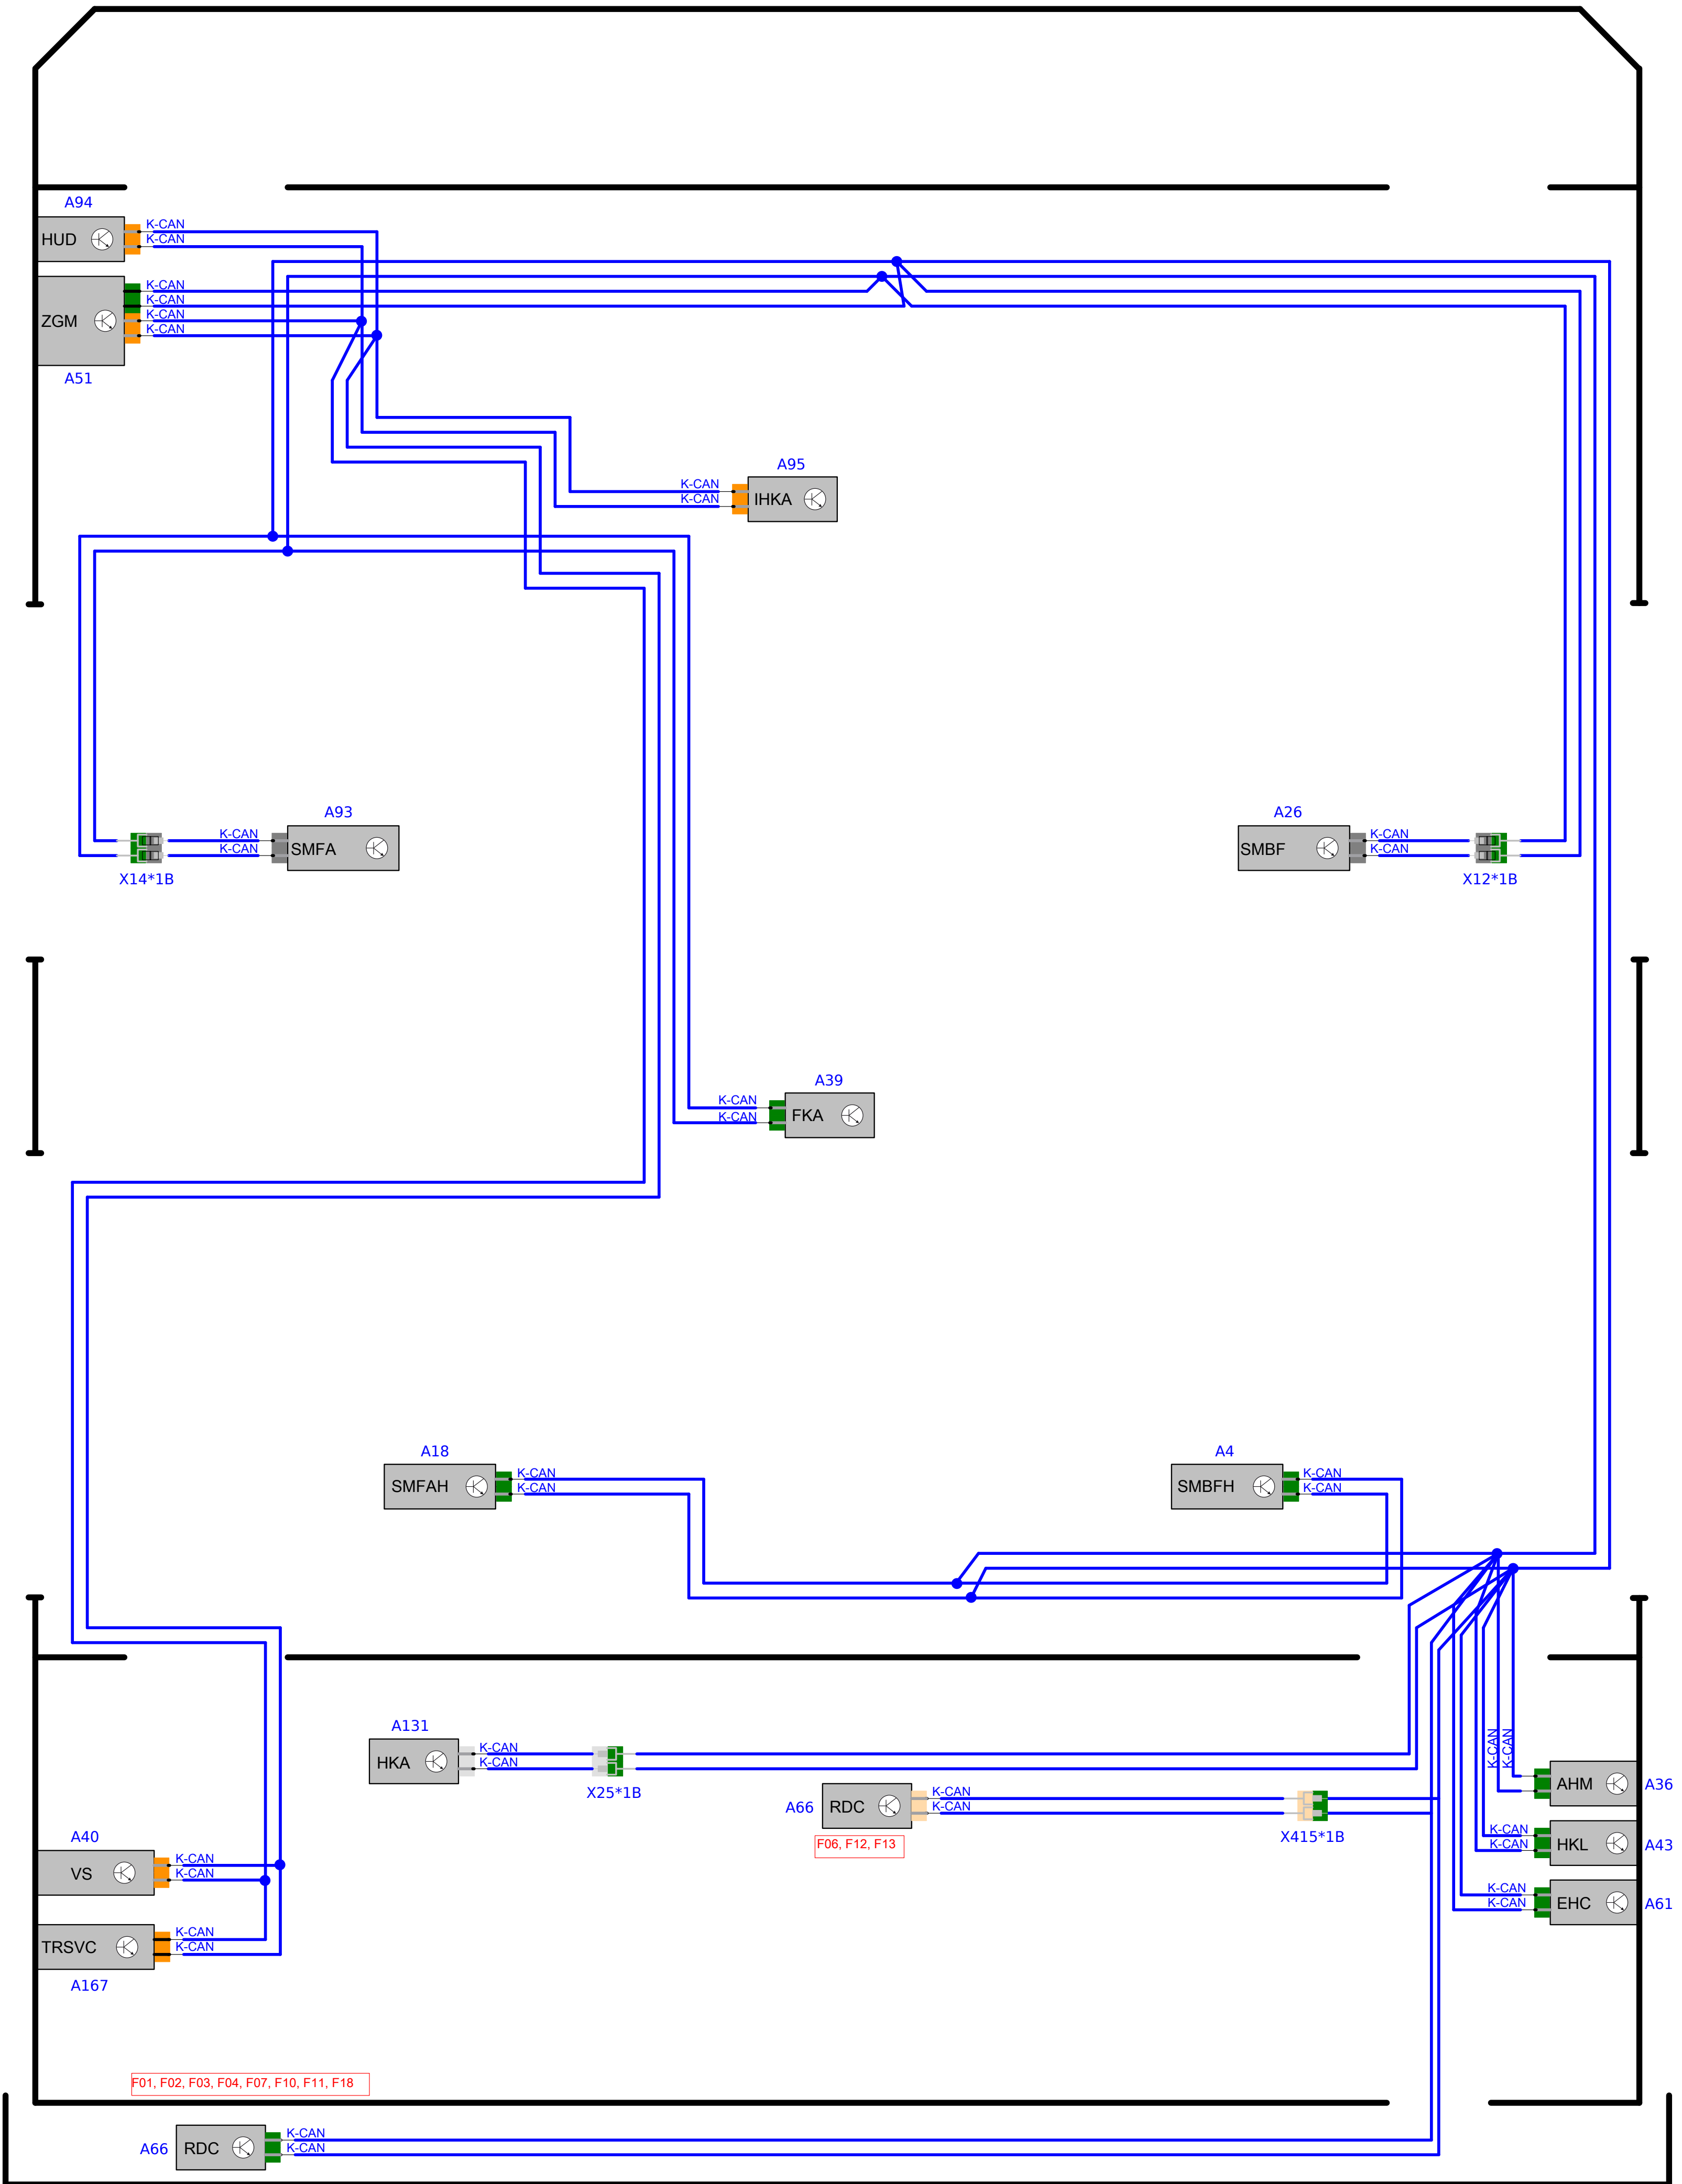 A94
K-CAN
HUD
K-CAN
K-CAN
K-CAN
ZGM
K-CAN
K-CAN
A51
A95
K-CAN
IHKA
K-CAN
A93
K-CAN
SMFA
K-CAN
X14*1B
A26
SMBF
K-CAN
K-CAN
X12*1B
A39
K-CAN
FKA
K-CAN
A18
SMFAH
K-CAN
K-CAN
A4
SMBFH
K-CAN
K-CAN
A131
HKA
K-CAN
K-CAN
X25*1B
A66
RDC
K-CAN
K-CAN
F06, F12, F13
X415*1B
K-CAN
K-CAN
AHM
A36
K-CAN
K-CAN
HKL
A43
K-CAN
K-CAN
EHC
A61
A40
VS
K-CAN
K-CAN
TRSVC
K-CAN
K-CAN
A167
F01, F02, F03, F04, F07, F10, F11, F18
A66
RDC
K-CAN
K-CAN